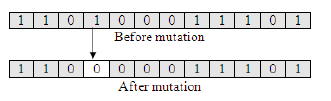 1 1 0 1 0 0 0 1 1 1 0 1
Before mutation
1 1 0 0 0 0 0 1 1 1 0 1
After mutation